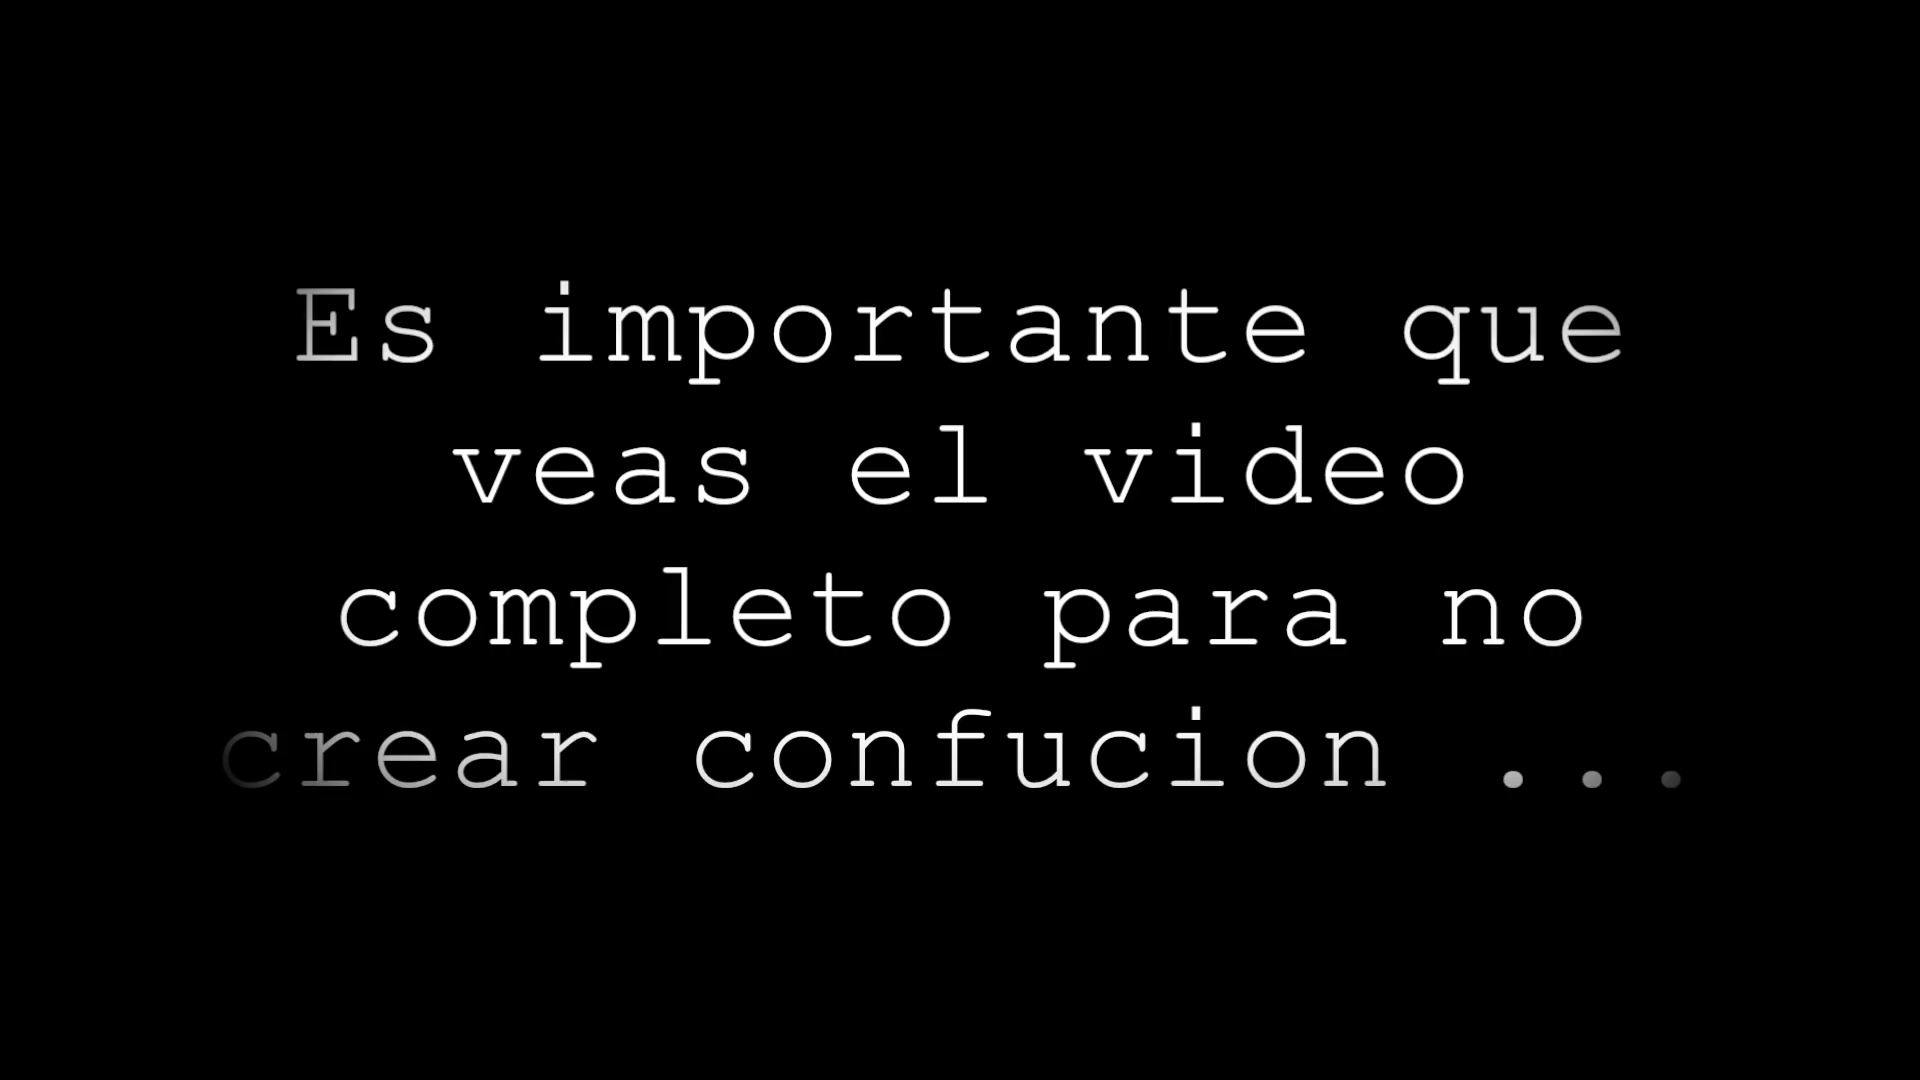 Es importante que
veas el video
completo para no
crear confucion ...